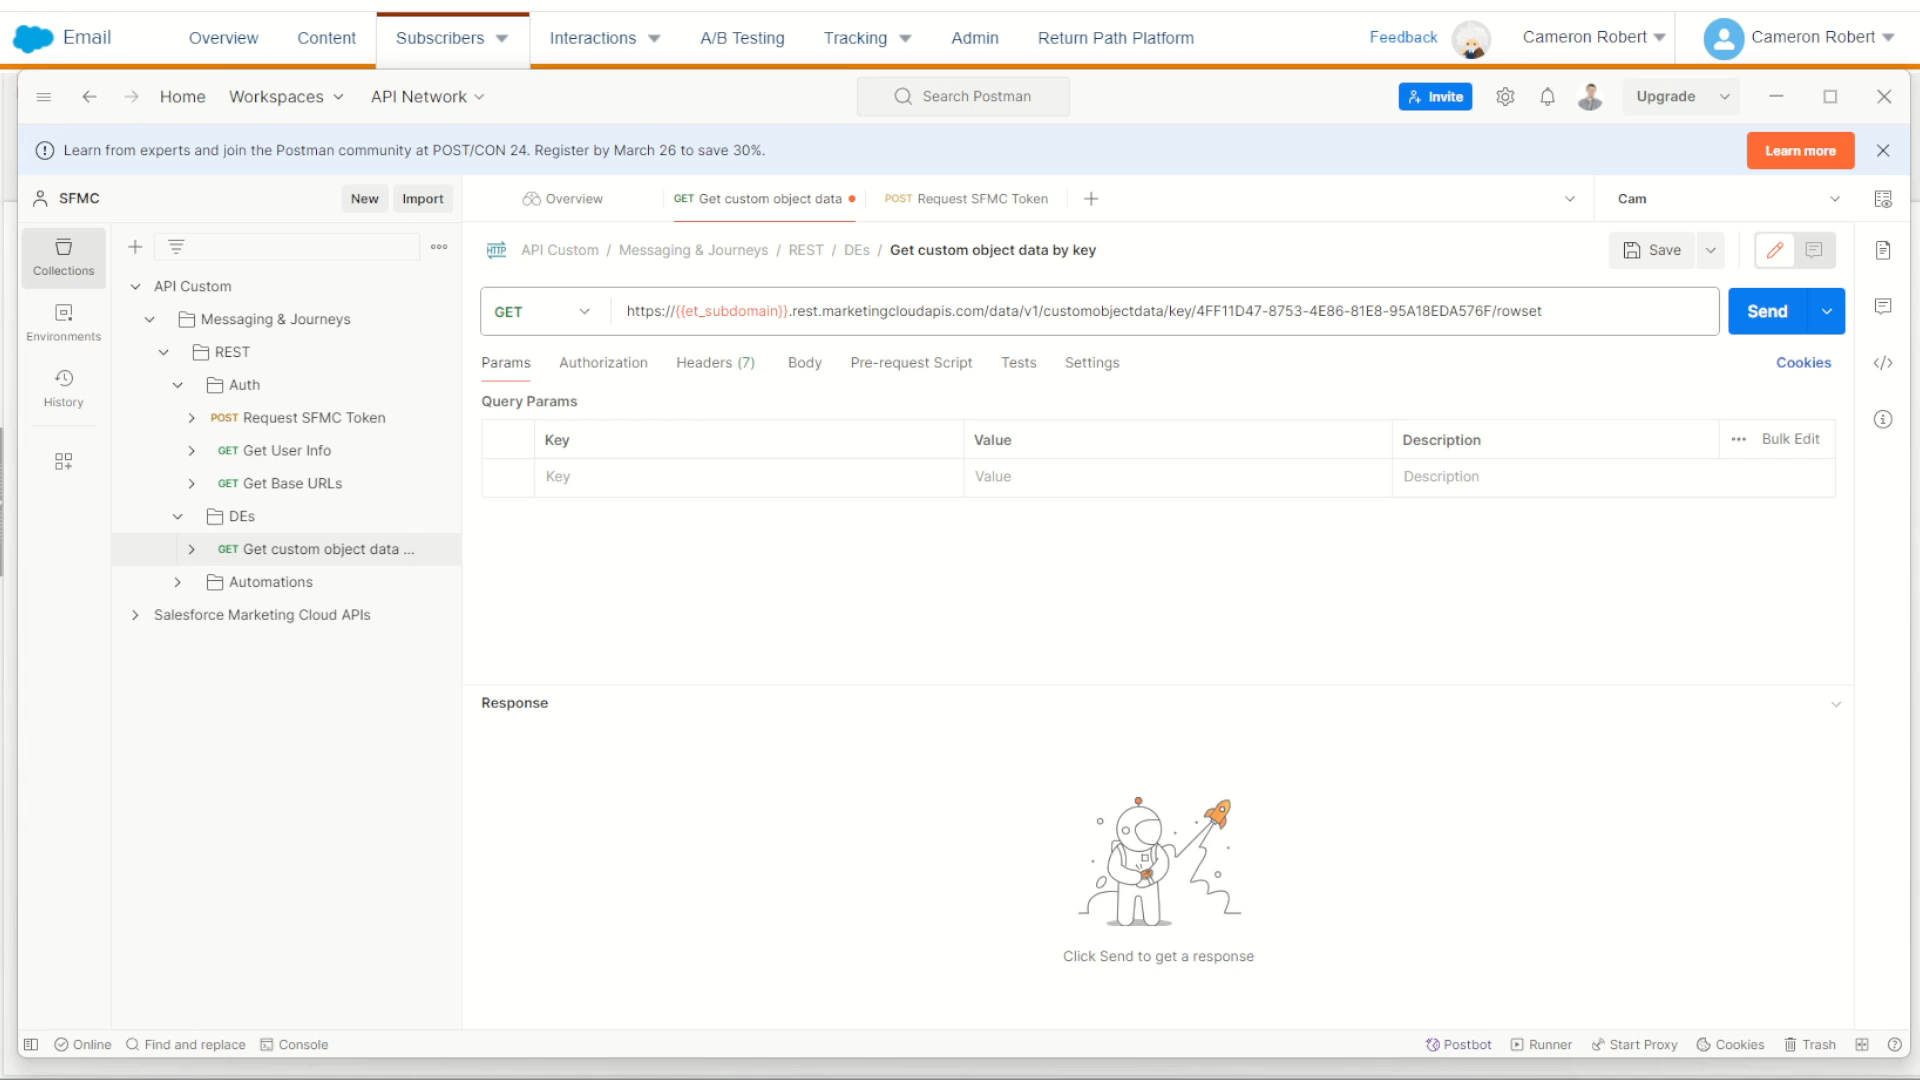 Email Overview Content Subscribers Interactions A/B Testing Tracking Admin Return Path Platform Feedback Cameron Robert Cameron Robert
Home Workspaces API Network Search Postman Invite Upgrade
Learn from experts and join the Postman community at POST/CON 24. Register by March 26 to save 30%. Learn more
SFMC New Import Overview GET Get custom object data POST Request SFMC Token Cam
Collections
Environments
History
API Custom
Messaging & Journeys
REST
Auth
POST Request SFMC Token
GET Get User Info
GET Get Base URLs
DEs
GET Get custom object data ...
Automations
Salesforce Marketing Cloud APIs
HTTP API Custom / Messaging & Journeys / REST / DEs / Get custom object data by key Save
GET https://{{et_subdomain}}.rest.marketingcloudapis.com/data/v1/customobjectdata/key/4FF11D47-8753-4E86-81E8-95A18EDA576F/rowset Send
Params Authorization Headers (7) Body Pre-request Script Tests Settings Cookies
Query Params
Key Value Description Bulk Edit
Key Value Description
Response
Click Send to get a response
Online Find and replace Console Postbot Runner Start Proxy Cookies Trash